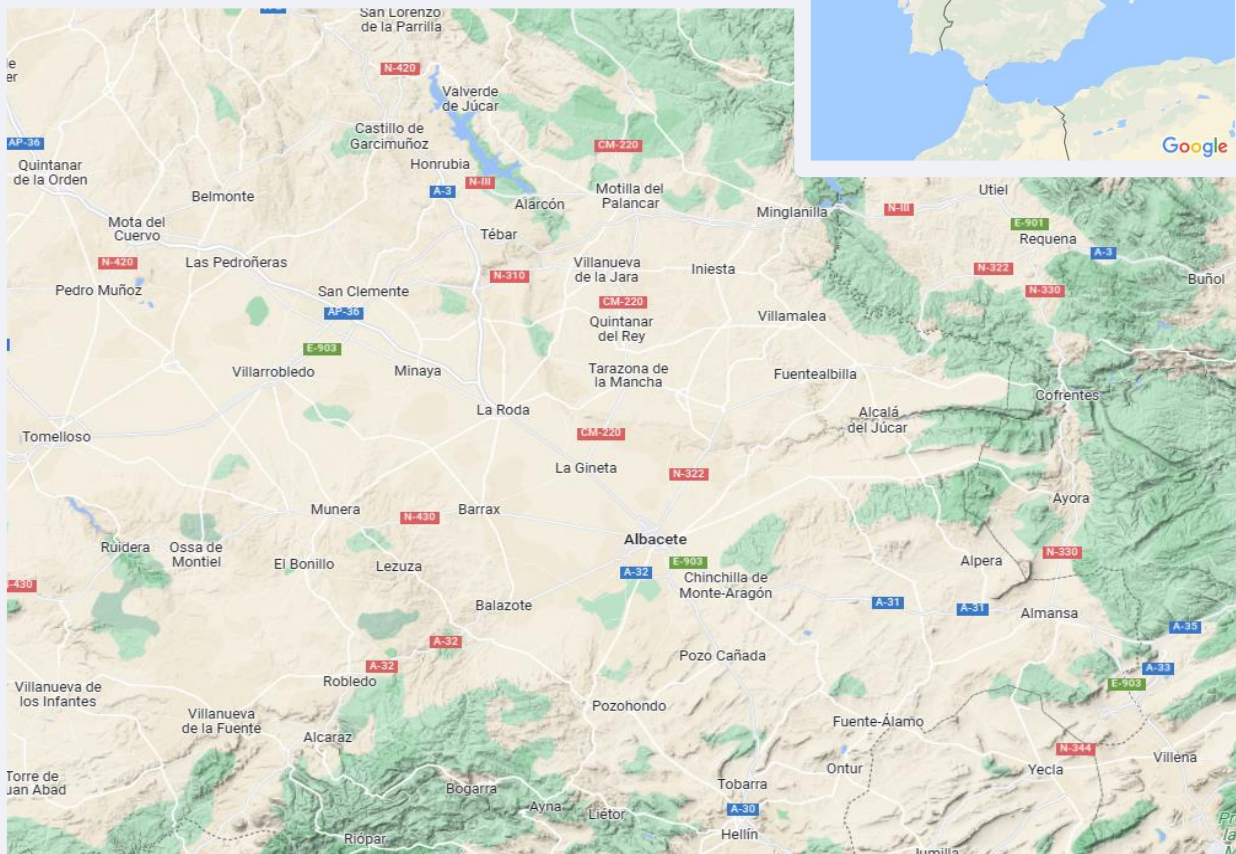 San Lorenzo
de la Parrilla
N-420
Valverde
de Júcar
Google
AP-36
Castillo de
Garcimuñoz
CM-220
Quintanar
de la Orden
Honrubia
N-III
A-3
Belmonte
Alarcón
Motilla del
Palancar
Minglanilla
Utiel
N-III
E-901
Mota del
Cuervo
Tébar
Requena
A-3
N-420
Las Pedroñeras
N-310
Villanueva
de la Jara
Iniesta
N-322
Buñol
Pedro Muñoz
San Clemente
N-330
AP-36
CM-220
Quintanar
del Rey
Villamalea
E-903
Villarrobledo
Minaya
Tarazona de
la Mancha
Fuentealbilla
Cofrentes
La Roda
Alcalá
del Júcar
Tomelloso
CM-220
La Gineta
N-322
Ayora
Munera
N-430
Barrax
Albacete
Ruidera
Ossa de
Montiel
El Bonillo
Lezuza
E-903
A-32
Alpera
N-330
Chinchilla de
Monte-Aragón
Balazote
A-31
A-31
Almansa
A-35
A-32
Pozo Cañada
A-32
A-33
Robledo
E-903
Villanueva de
los Infantes
Pozohondo
Villanueva
de la Fuente
Fuente-Álamo
Alcaraz
N-344
Villena
Torre de
Yecla
Ontur
Tobarra
Bogarra
Ayna
Liétor
A-30
Hellín
Riópar
Jumilla